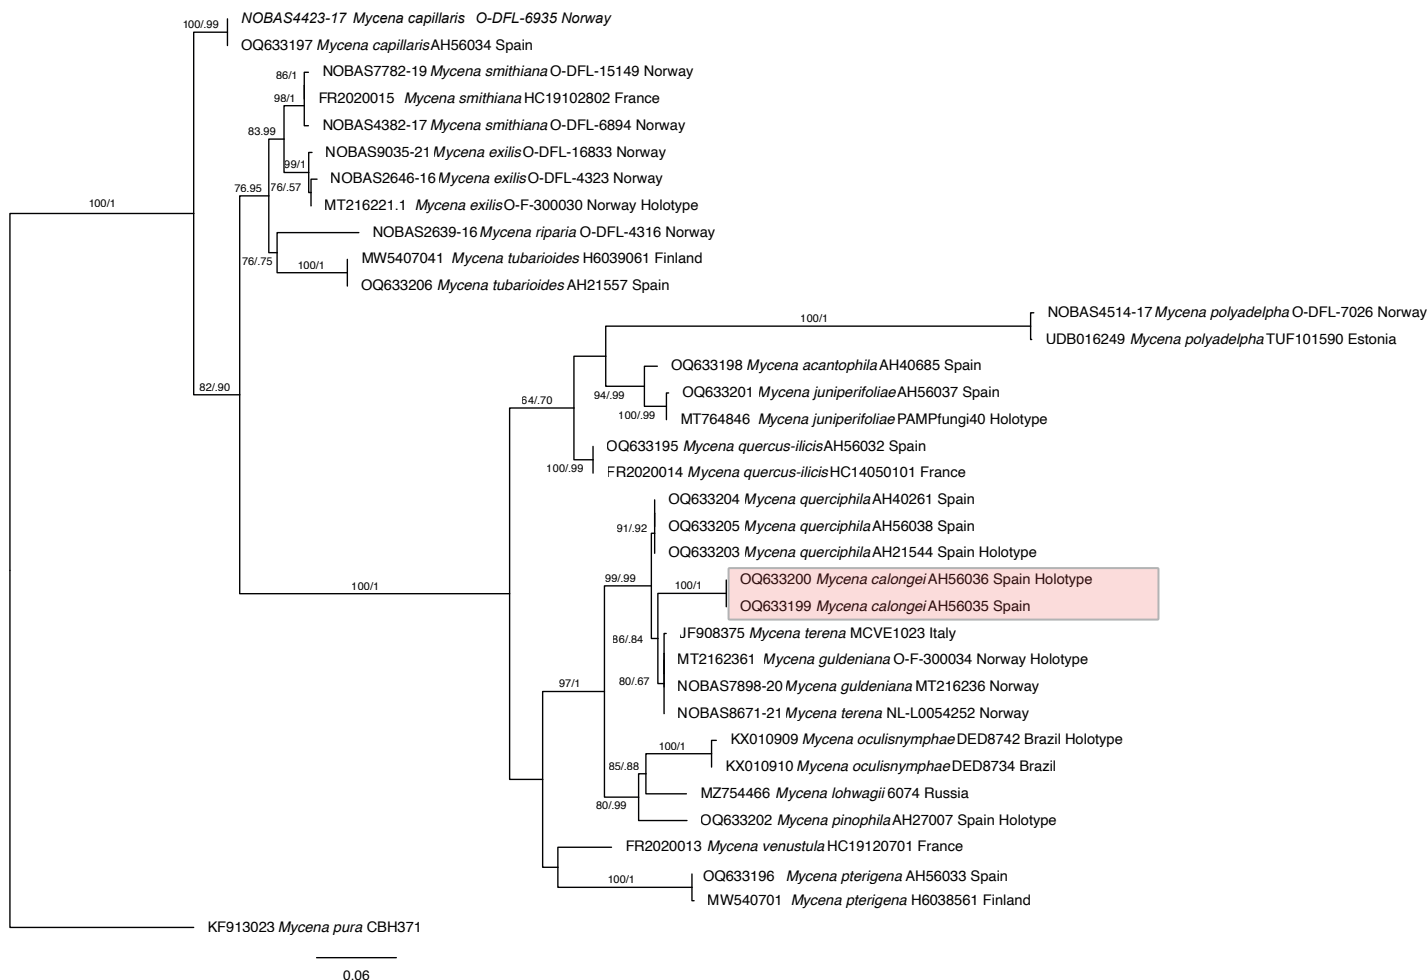 NOBAS4423-17 Mycena capillaris O-DFL-6935 Norway
100/.99
OQ633197 Mycena capillaris AH56034 Spain
NOBAS7782-19 Mycena smithiana O-DFL-15149 Norway
86/1
FR2020015 Mycena smithiana HC19102802 France
98/1
NOBAS4382-17 Mycena smithiana O-DFL-6894 Norway
83.99
NOBAS9035-21 Mycena exilis O-DFL-16833 Norway
99/1
NOBAS2646-16 Mycena exilis O-DFL-4323 Norway
76.95
76/.57
MT216221.1 Mycena exilis O-F-300030 Norway Holotype
100/1
NOBAS2639-16 Mycena riparia O-DFL-4316 Norway
MW5407041 Mycena tubarioides H6039061 Finland
76/.75
100/1
OQ633206 Mycena tubarioides AH21557 Spain
NOBAS4514-17 Mycena polyadelpha O-DFL-7026 Norway
100/1
UDB016249 Mycena polyadelpha TUF101590 Estonia
OQ633198 Mycena acantophila AH40685 Spain
82/.90
94/.99
OQ633201 Mycena juniperifoliae AH56037 Spain
64/.70
100/.99
MT764846 Mycena juniperifoliae PAMPfungi40 Holotype
OQ633195 Mycena quercus-ilicis AH56032 Spain
100/.99
FR2020014 Mycena quercus-ilicis HC14050101 France
OQ633204 Mycena querciphila AH40261 Spain
91/.92
OQ633205 Mycena querciphila AH56038 Spain
OQ633203 Mycena querciphila AH21544 Spain Holotype
99/.99
100/1
100/1
OQ633200 Mycena calongei AH56036 Spain Holotype
OQ633199 Mycena calongei AH56035 Spain
86/.84
JF908375 Mycena terena MCVE1023 Italy
MT2162361 Mycena guldeniana O-F-300034 Norway Holotype
97/1
80/.67
NOBAS7898-20 Mycena guldeniana MT216236 Norway
NOBAS8671-21 Mycena terena NL-L0054252 Norway
100/1
KX010909 Mycena oculisnymphae DED8742 Brazil Holotype
85/.88
KX010910 Mycena oculisnymphae DED8734 Brazil
MZ754466 Mycena lohwagii 6074 Russia
80/.99
OQ633202 Mycena pinophila AH27007 Spain Holotype
FR2020013 Mycena venustula HC19120701 France
100/1
OQ633196 Mycena pterigena AH56033 Spain
MW540701 Mycena pterigena H6038561 Finland
KF913023 Mycena pura CBH371
0.06